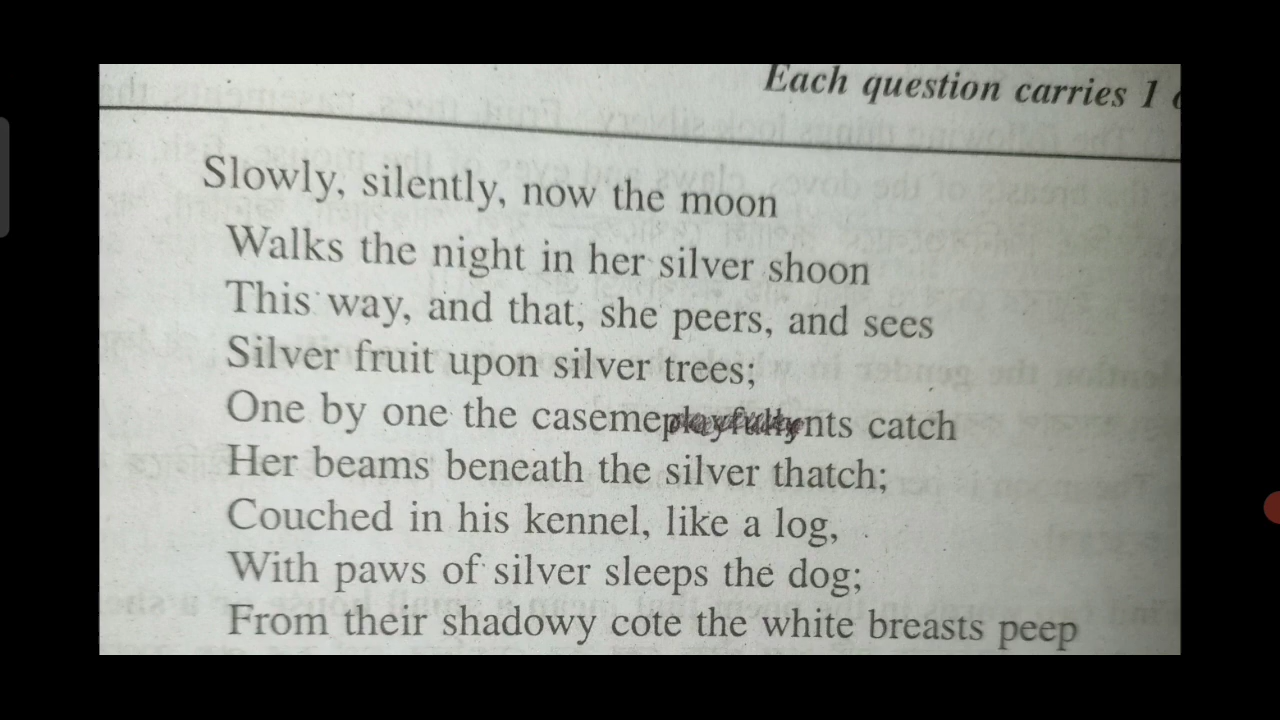 Each question carries 1
Slowly, silently, now the moon
Walks the night in her silver shoon
This way, and that, she peers, and sees
Silver fruit upon silver trees;
One by one the casemeplayfullynts catch
Her beams beneath the silver thatch;
Couched in his kennel, like a log,
With paws of silver sleeps the dog;
From their shadowy cote the white breasts peep